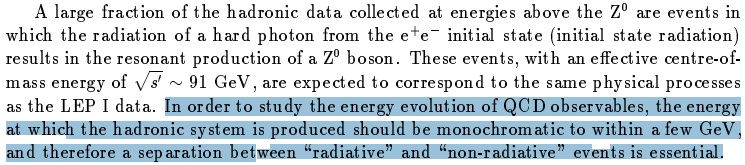 A large fraction of the hadronic data collected at energies above the Z⁰ are events in
which the radiation of a hard photon from the e⁺e⁻ initial state (initial state radiation)
results in the resonant production of a Z⁰ boson. These events, with an effective centre-of-
mass energy of √s′ ∼ 91 GeV, are expected to correspond to the same physical processes
as the LEP I data. In order to study the energy evolution of QCD observables, the energy
at which the hadronic system is produced should be monochromatic to within a few GeV,
and therefore a separation between “radiative” and “non-radiative” events is essential.